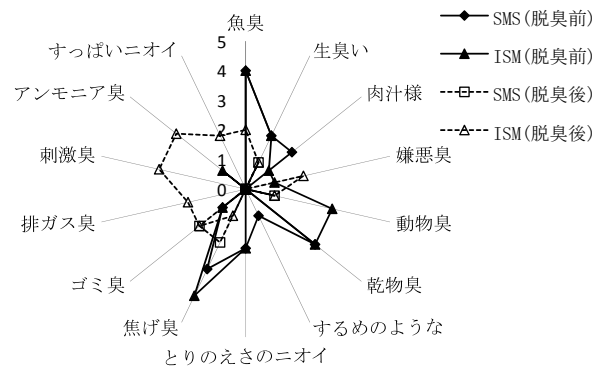 魚臭
生臭い
肉汁様
嫌悪臭
動物臭
乾物臭
するめのような
とりのえさのニオイ
焦げ臭
ゴミ臭
排ガス臭
刺激臭
アンモニア臭
すっぱいニオイ
5
4
3
2
1
0
SMS(脱臭前)
ISM(脱臭前)
SMS(脱臭後)
ISM(脱臭後)